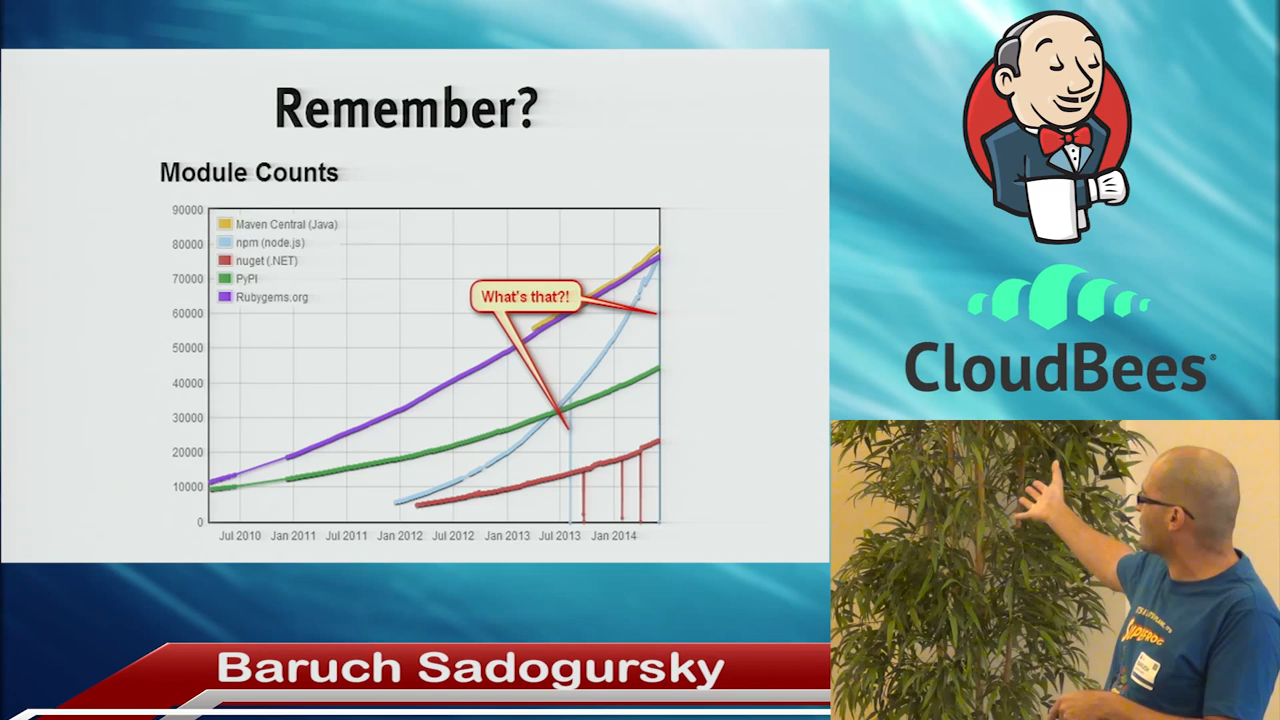 Remember?
Module Counts
90000
80000
70000
60000
50000
40000
30000
20000
10000
0
Maven Central (Java)
npm (node.js)
nuget (.NET)
PyPI
Rubygems.org
What's that?!
Jul 2010 Jan 2011 Jul 2011 Jan 2012 Jul 2012 Jan 2013 Jul 2013 Jan 2014
CloudBees®
Baruch Sadogursky